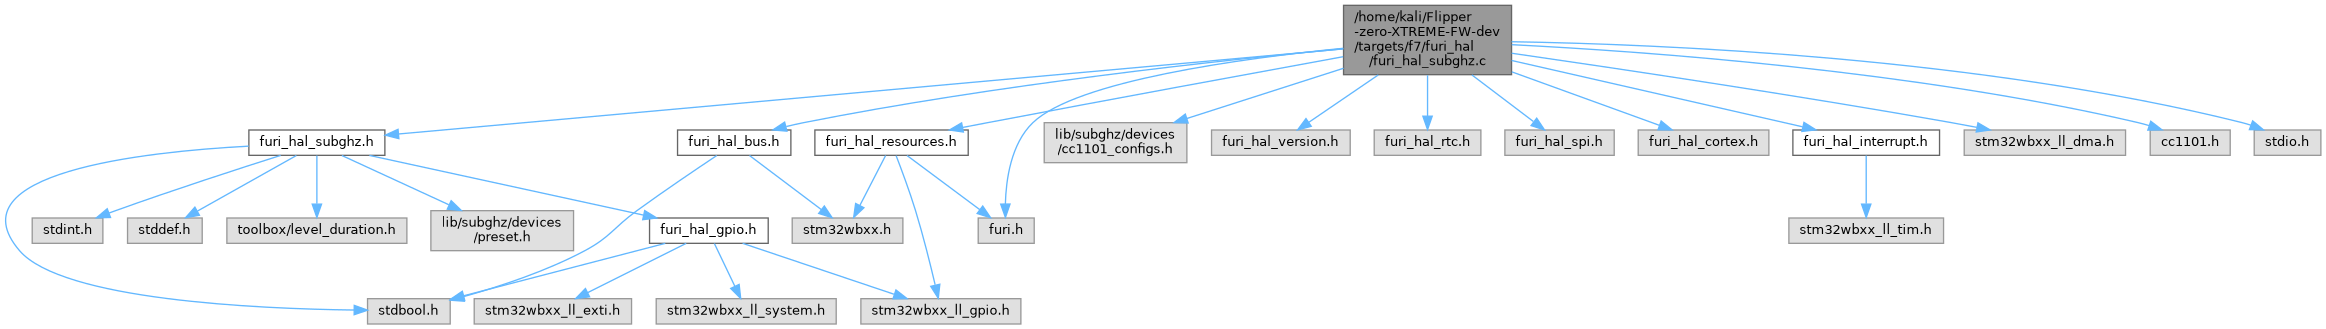 /home/kali/Flipper
-zero-XTREME-FW-dev
/targets/f7/furi_hal
/furi_hal_subghz.c
furi_hal_subghz.h
furi_hal_bus.h
furi_hal_resources.h
lib/subghz/devices
/cc1101_configs.h
furi_hal_version.h
furi_hal_rtc.h
furi_hal_spi.h
furi_hal_cortex.h
furi_hal_interrupt.h
stm32wbxx_ll_dma.h
cc1101.h
stdio.h
stdint.h
stddef.h
toolbox/level_duration.h
lib/subghz/devices
/preset.h
furi_hal_gpio.h
stm32wbxx.h
furi.h
stm32wbxx_ll_tim.h
stdbool.h
stm32wbxx_ll_exti.h
stm32wbxx_ll_system.h
stm32wbxx_ll_gpio.h